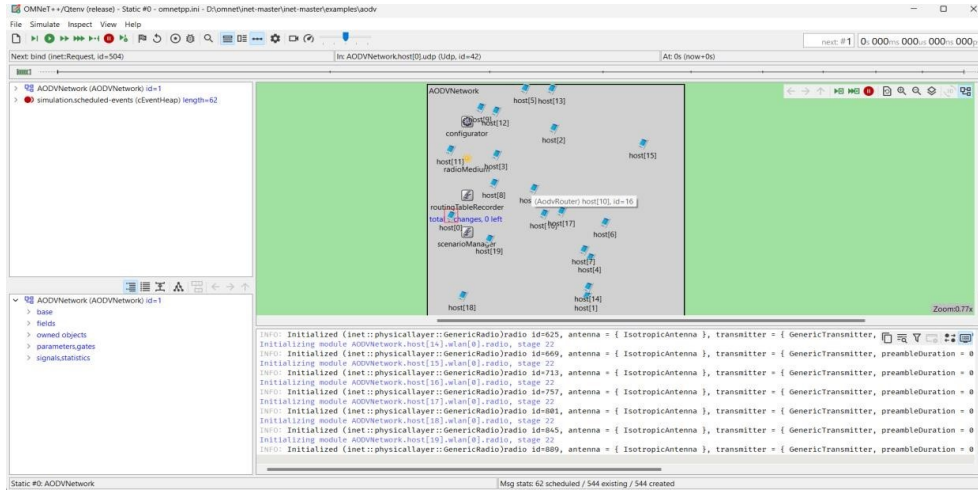 OMNeT++/Qtenv (release) - Static #0 - omnetpp.ini - D:\omnet\inet-master\inet-master\examples\aodv
File Simulate Inspect View Help
next: #1 0s 000ms 000us 000ns 000p
Next: bind (inet::Request, id=504) In: AODVNetwork.host[0].udp (Udp, id=42) At: 0s (now+0s)
AODVNetwork (AODVNetwork) id=1
simulation.scheduled-events (cEventHeap) length=62
AODVNetwork
host[5] host[13]
host[12]
configurator
host[2]
host[15]
host[11] host[3]
radioMedium
host[8]
(AodvRouter) host[10], id=16
routingTableRecorder
changes, 0 left
host[17]
host[0]
host[6]
scenarioManager
host[19]
host[7]
host[4]
host[14]
host[18] host[1]
Zoom:0.77x
AODVNetwork (AODVNetwork) id=1
base
fields
owned objects
parameters,gates
signals,statistics
INFO: Initialized (inet::physicallayer::GenericRadio)radio id=625, antenna = { IsotropicAntenna }, transmitter = { GenericTransmitter,
Initializing module AODVNetwork.host[14].wlan[0].radio, stage 22
INFO: Initialized (inet::physicallayer::GenericRadio)radio id=669, antenna = { IsotropicAntenna }, transmitter = { GenericTransmitter, preambleDuration = 0
Initializing module AODVNetwork.host[15].wlan[0].radio, stage 22
INFO: Initialized (inet::physicallayer::GenericRadio)radio id=713, antenna = { IsotropicAntenna }, transmitter = { GenericTransmitter, preambleDuration = 0
Initializing module AODVNetwork.host[16].wlan[0].radio, stage 22
INFO: Initialized (inet::physicallayer::GenericRadio)radio id=757, antenna = { IsotropicAntenna }, transmitter = { GenericTransmitter, preambleDuration = 0
Initializing module AODVNetwork.host[17].wlan[0].radio, stage 22
INFO: Initialized (inet::physicallayer::GenericRadio)radio id=801, antenna = { IsotropicAntenna }, transmitter = { GenericTransmitter, preambleDuration = 0
Initializing module AODVNetwork.host[18].wlan[0].radio, stage 22
INFO: Initialized (inet::physicallayer::GenericRadio)radio id=845, antenna = { IsotropicAntenna }, transmitter = { GenericTransmitter, preambleDuration = 0
Initializing module AODVNetwork.host[19].wlan[0].radio, stage 22
INFO: Initialized (inet::physicallayer::GenericRadio)radio id=889, antenna = { IsotropicAntenna }, transmitter = { GenericTransmitter, preambleDuration = 0
Static #0: AODVNetwork Msg stats: 62 scheduled / 544 existing / 544 created